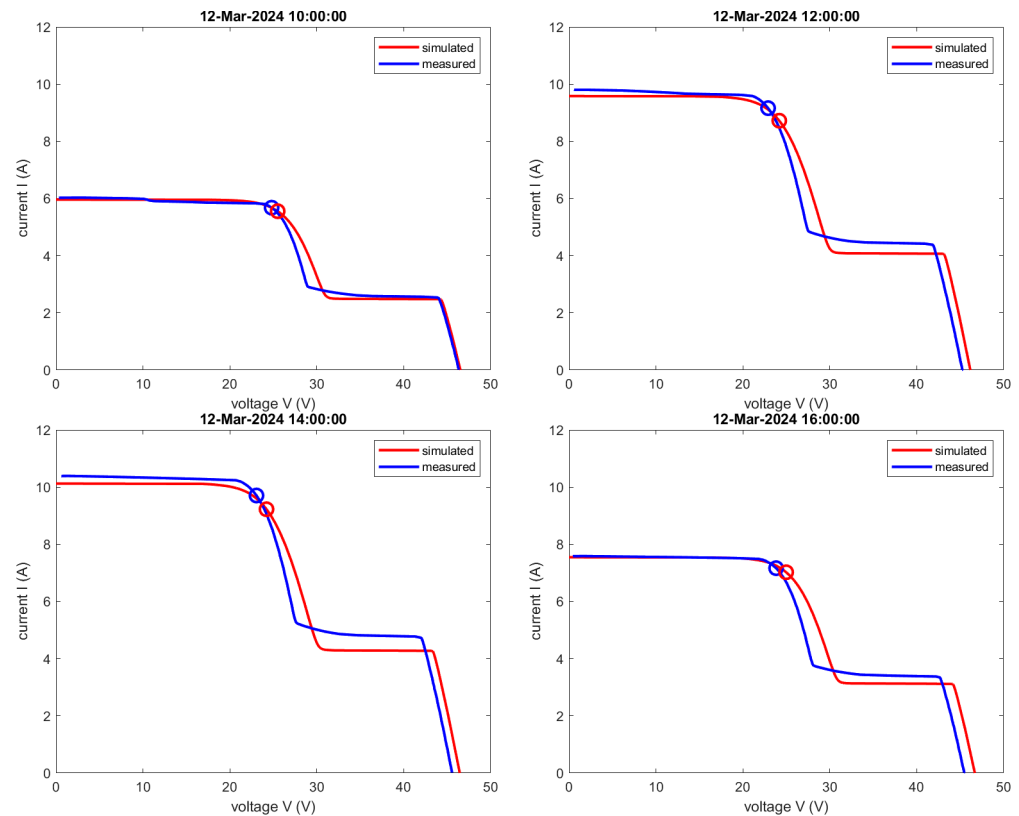 12-Mar-2024 10:00:00
12
10
8
6
4
2
0
current I (A)
simulated
measured
0 10 20 30 40 50
voltage V (V)
12-Mar-2024 12:00:00
12
10
8
6
4
2
0
current I (A)
simulated
measured
0 10 20 30 40 50
voltage V (V)
12-Mar-2024 14:00:00
12
10
8
6
4
2
0
current I (A)
simulated
measured
0 10 20 30 40 50
voltage V (V)
12-Mar-2024 16:00:00
12
10
8
6
4
2
0
current I (A)
simulated
measured
0 10 20 30 40 50
voltage V (V)